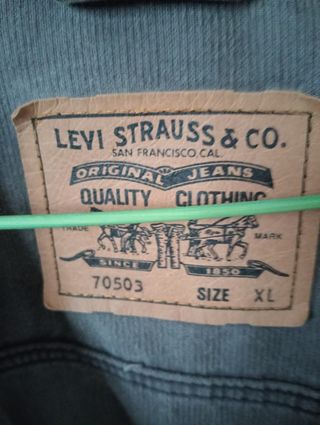 LEVI STRAUSS & CO.
SAN FRANCISCO, CAL.
ORIGINAL JEANS
QUALITY CLOTHING
TRADE MARK
SINCE 1850
70503 SIZE XL